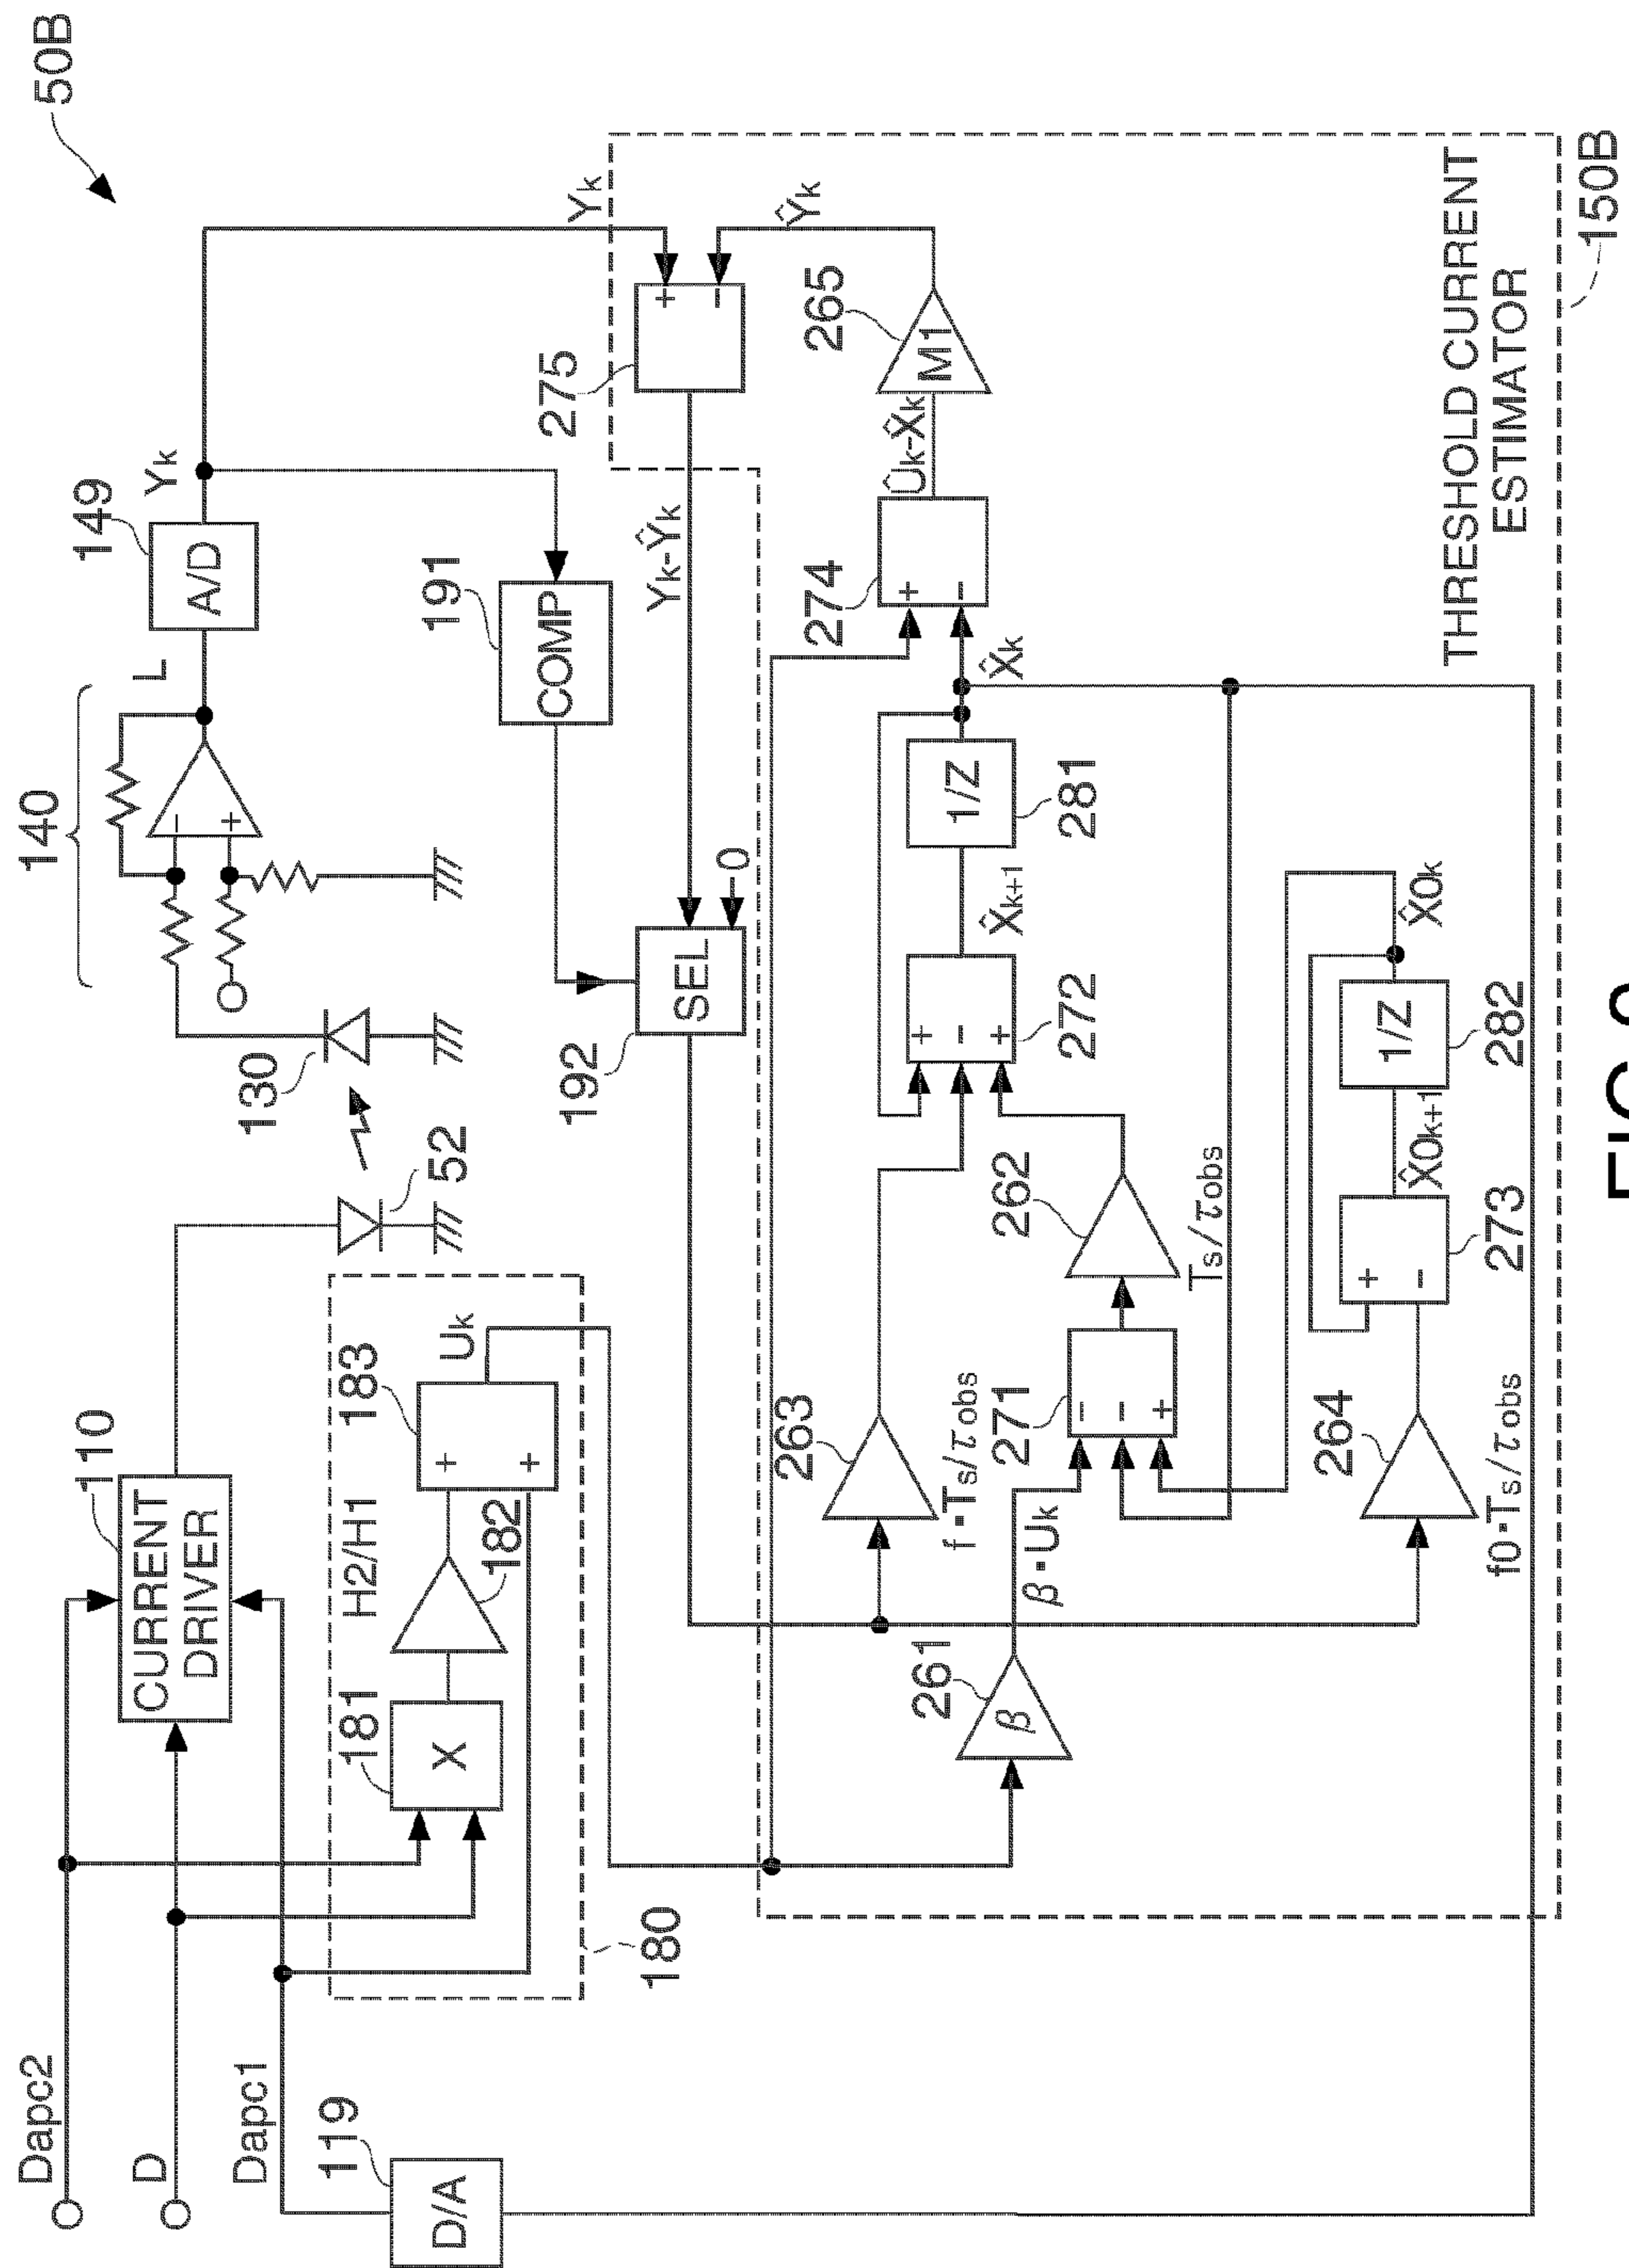 50B
Dapc2
D
Dapc1
119
D/A
110
CURRENT
DRIVER
52
130
140
L
149
A/D
Yk
Yk
180
181
X
H2/H1
182
183
+
+
Uk
191
COMP
192
SEL
0
Yk-Ŷk
275
+
-
Ŷk
265
M1
Ûk-X̂k
274
+
-
X̂k
281
1/Z
X̂k+1
272
+
-
+
263
f・Ts/τobs
262
Ts/τobs
271
-
-
+
261
β
β・Uk
264
f0・Ts/τobs
273
+
-
X̂0k+1
282
1/Z
X̂0k
THRESHOLD CURRENT
ESTIMATOR
150B